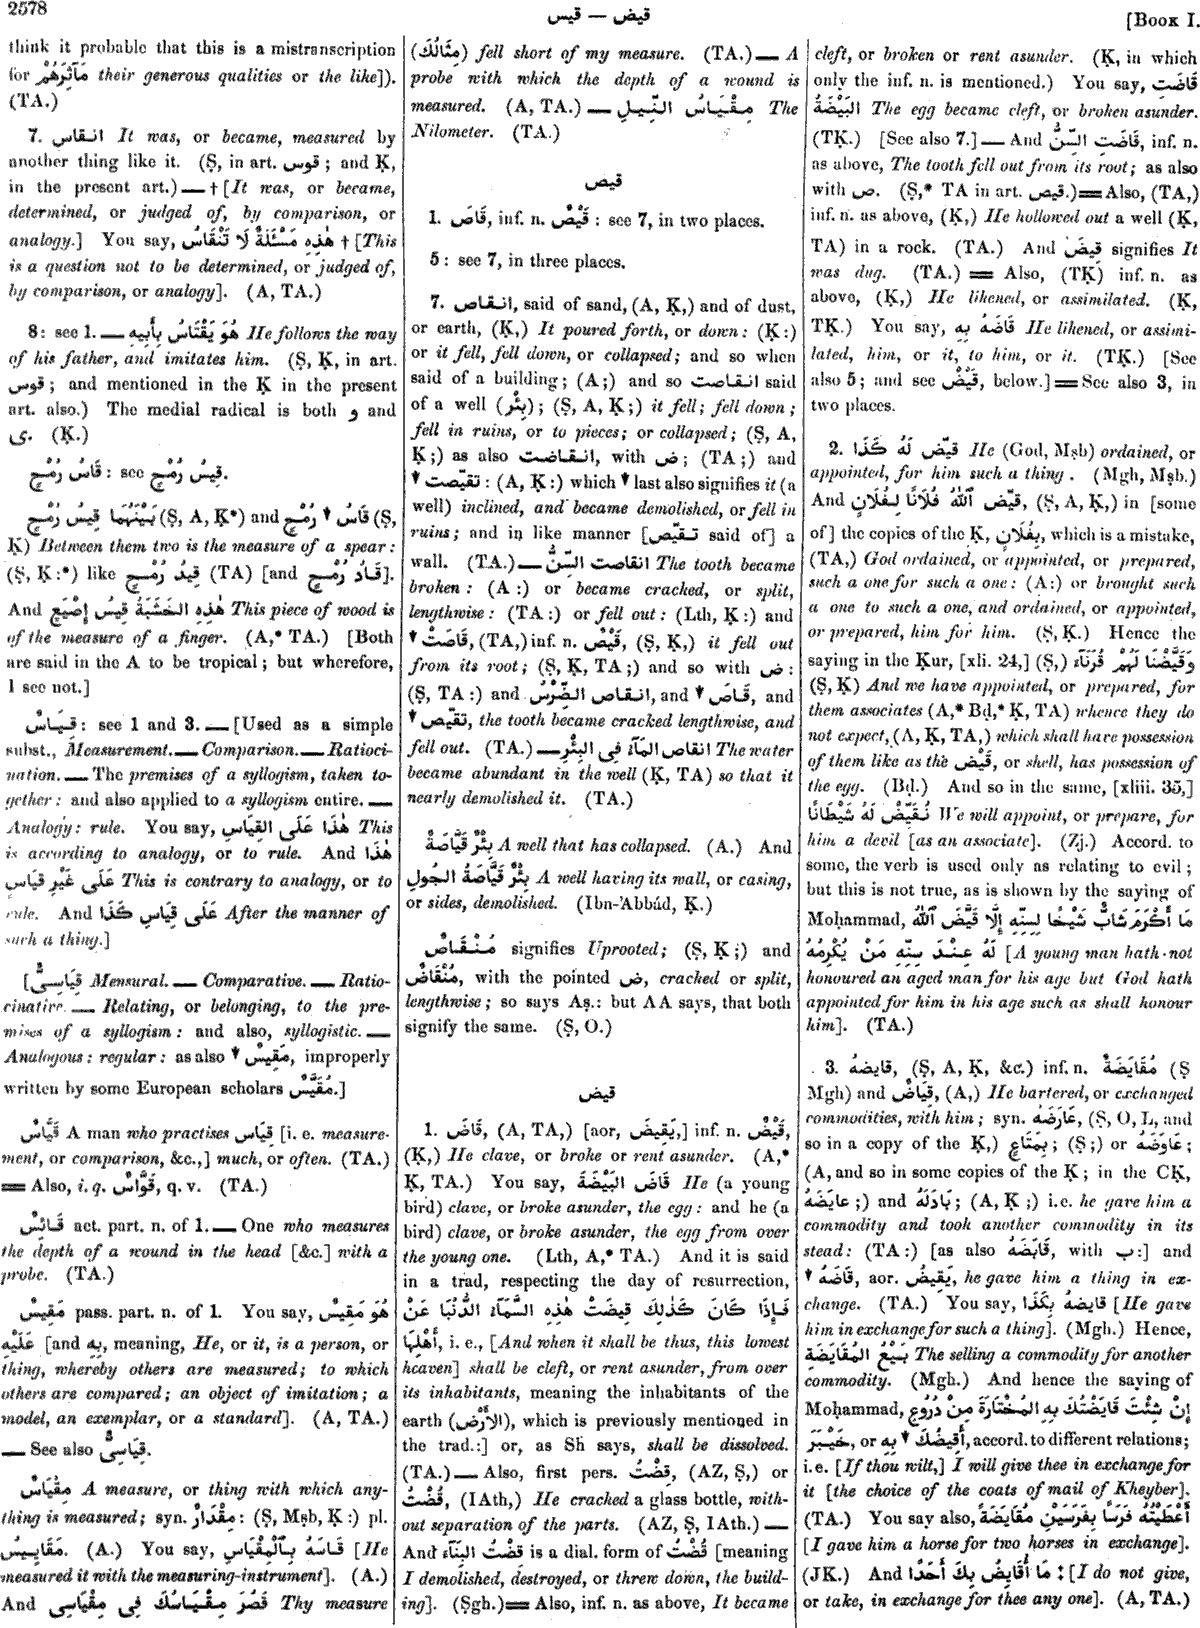 2578
قيض — قيس
[Book I.
think it probable that this is a mistranscription
for مَآثِرَهُمْ their generous qualities or the like]).
(TA.)
7. انقاس It was, or became, measured by
another thing like it. (Ṣ, in art. قوس ; and Ḳ,
in the present art.) — † [It was, or became,
determined, or judged of, by comparison, or
analogy.] You say, هٰذِهِ مَسْئَلَةٌ لَا تَنْقَاسُ † [This
is a question not to be determined, or judged of,
by comparison, or analogy]. (A, TA.)
8 : see 1. — هُوَ يَقْتَاسُ بِأَبِيهِ He follows the way
of his father, and imitates him. (Ṣ, Ḳ, in art.
قوس ; and mentioned in the Ḳ in the present
art. also.) The medial radical is both و and
ى. (Ḳ.)
قَاسُ رُمْحٍ : see قِيسُ رُمْحٍ.
بَيْنَهُمَا قِيسُ رُمْحٍ (Ṣ, A, Ḳ*) and قَاسُ ▼ رُمْحٍ (Ṣ,
Ḳ) Between them two is the measure of a spear :
(Ṣ, Ḳ :*) like قِيدُ رُمْحٍ (TA) [and قَادُ رُمْحٍ].
And هٰذِهِ الخَشَبَةُ قِيسُ إِصْبَعٍ This piece of wood is
of the measure of a finger. (A,* TA.) [Both
are said in the A to be tropical ; but wherefore,
I see not.]
قِيَاسٌ : see 1 and 3. — [Used as a simple
subst., Measurement. — Comparison. — Ratioci-
nation. — The premises of a syllogism, taken to-
gether : and also applied to a syllogism entire. —
Analogy : rule. You say, هٰذَا عَلَى القِيَاسِ This
is according to analogy, or to rule. And هٰذَا
عَلَى غَيْرِ قِيَاسٍ This is contrary to analogy, or to
rule. And عَلَى قِيَاسِ كَذَا After the manner of
such a thing.]
[قِيَاسِىٌّ Mensural. — Comparative. — Ratio-
cinative. — Relating, or belonging, to the pre-
mises of a syllogism : and also, syllogistic. —
Analogous : regular : as also ▼ مَقِيسٌ, improperly
written by some European scholars مُقَيَّسٌ.]
قَيَّاسٌ A man who practises قِيَاس [i. e. measure-
ment, or comparison, &c.,] much, or often. (TA.)
═ Also, i. q. قَوَّاسٌ, q. v. (TA.)
قَائِسٌ act. part. n. of 1. — One who measures
the depth of a wound in the head [&c.] with a
probe. (TA.)
مَقِيسٌ pass. part. n. of 1. You say, هُوَ مَقِيسٌ
عَلَيْهِ [and بِهِ, meaning, He, or it, is a person, or
thing, whereby others are measured ; to which
others are compared ; an object of imitation ; a
model, an exemplar, or a standard]. (A, TA.)
— See also قِيَاسِىٌّ.
مِقْيَاسٌ A measure, or thing with which any-
thing is measured ; syn. مِقْدَارٌ : (Ṣ, Mṣb, Ḳ :) pl.
مَقَايِيسُ. (A.) You say, قَاسَهُ بِالْمِقْيَاسِ [He
measured it with the measuring-instrument]. (A.)
And قَصُرَ مِقْيَاسُكَ فِى مِقْيَاسِى Thy measure
(مِثَالُكَ) fell short of my measure. (TA.) — A
probe with which the depth of a wound is
measured. (A, TA.) — مِقْيَاسُ النِّيلِ The
Nilometer. (TA.)
قيص
1. قَاصَ, inf. n. قَيْصٌ : see 7, in two places.
5 : see 7, in three places.
7. انقاص, said of sand, (A, Ḳ,) and of dust,
or earth, (Ḳ,) It poured forth, or down : (Ḳ :)
or it fell, fell down, or collapsed ; and so when
said of a building ; (A ;) and so انقاصت said
of a well (بِئْر) ; (Ṣ, A, Ḳ ;) it fell ; fell down ;
fell in ruins, or to pieces ; or collapsed ; (Ṣ, A,
Ḳ ;) as also انقاضت, with ض ; (TA ;) and
▼ تقيّصت : (A, Ḳ :) which ▼ last also signifies it (a
well) inclined, and became demolished, or fell in
ruins ; and in like manner [تقيّص said of] a
wall. (TA.) — انقاصت السِّنُّ The tooth became
broken : (A :) or became cracked, or split,
lengthwise : (TA :) or fell out : (Lth, Ḳ :) and
▼ قَاصَتْ, (TA,) inf. n. قَيْصٌ, (Ṣ, Ḳ,) it fell out
from its root ; (Ṣ, Ḳ, TA ;) and so with ض :
(Ṣ, TA :) and انقاص الضِّرْسُ, and ▼ قَاصَ, and
▼ تقيّص, the tooth became cracked lengthwise, and
fell out. (TA.) — انقاص المَآءُ فِى البِئْرِ The water
became abundant in the well (Ḳ, TA) so that it
nearly demolished it. (TA.)
بِئْرٌ قَيَّاصَةٌ A well that has collapsed. (A.) And
بِئْرٌ قَيَّاصَةُ الجُولِ A well having its wall, or casing,
or sides, demolished. (Ibn-'Abbád, Ḳ.)
مُنْقَاصٌ signifies Uprooted ; (Ṣ, Ḳ ;) and
مُنْقَاضٌ, with the pointed ض, cracked or split,
lengthwise ; so says Aṣ. : but AA says, that both
signify the same. (Ṣ, O.)
قيض
1. قَاضَ, (A, TA,) [aor, يَقِيضُ,] inf. n. قَيْضٌ,
(Ḳ,) He clave, or broke or rent asunder. (A,*
Ḳ, TA.) You say, قَاضَ البَيْضَةَ He (a young
bird) clave, or broke asunder, the egg : and he (a
bird) clave, or broke asunder, the egg from over
the young one. (Lth, A,* TA.) And it is said
in a trad, respecting the day of resurrection,
فَإِذَا كَانَ كَذٰلِكَ قِيضَتْ هٰذِهِ السَّمَآءُ الدُّنْيَا عَنْ
أَهْلِهَا, i. e., [And when it shall be thus, this lowest
heaven] shall be cleft, or rent asunder, from over
its inhabitants, meaning the inhabitants of the
earth (الأَرْض), which is previously mentioned in
the trad. :] or, as Sh says, shall be dissolved.
(TA.) — Also, first pers. قِضْتُ, (AZ, Ṣ,) or
قُضْتُ, (IAth,) He cracked a glass bottle, with-
out separation of the parts. (AZ, Ṣ, IAth.) —
And قِضْتُ البِنَآءَ is a dial. form of قُضْتُ [meaning
I demolished, destroyed, or threw down, the build-
ing]. (Ṣgh.) ═ Also, inf. n. as above, It became
cleft, or broken or rent asunder. (Ḳ, in which
only the inf. n. is mentioned.) You say, قَاضَتِ
البَيْضَةُ The egg became cleft, or broken asunder.
(TḲ.) [See also 7.] — And قَاضَتِ السِّنُّ, inf. n.
as above, The tooth fell out from its root ; as also
with ص. (Ṣ,* TA in art. قيص.) ═ Also, (TA,)
inf. n. as above, (Ḳ,) He hollowed out a well (Ḳ,
TA) in a rock. (TA.) And قِيضَ signifies It
was dug. (TA.) ═ Also, (TḲ) inf. n. as
above, (Ḳ,) He likened, or assimilated. (Ḳ,
TḲ.) You say, قَاضَهُ بِهِ He likened, or assimi-
lated, him, or it, to him, or it. (TḲ.) [See
also 5 ; and see قَيْضٌ, below.] ═ See also 3, in
two places.
2. قيّض لَهُ كَذَا He (God, Mṣb) ordained, or
appointed, for him such a thing . (Mgh, Mṣb.)
And قيّض ٱللّٰهُ فُلَانًا لِفُلَانٍ, (Ṣ, A, Ḳ,) in [some
of] the copies of the Ḳ, بِفُلَانٍ, which is a mistake,
(TA,) God ordained, or appointed, or prepared,
such a one for such a one : (A :) or brought such
a one to such a one, and ordained, or appointed,
or prepared, him for him. (Ṣ, Ḳ.) Hence the
saying in the Ḳur, [xli. 24,] (Ṣ,) وَقَيَّضْنَا لَهُمْ قُرَنَآءَ
(Ṣ, Ḳ) And we have appointed, or prepared, for
them associates (A,* Bḍ,* Ḳ, TA) whence they do
not expect, (A, Ḳ, TA,) which shall have possession
of them like as the قَيْض, or shell, has possession of
the egg. (Bḍ.) And so in the same, [xliii. 35,]
نُقَيِّضْ لَهُ شَيْطَانًا We will appoint, or prepare, for
him a devil [as an associate]. (Zj.) Accord. to
some, the verb is used only as relating to evil ;
but this is not true, as is shown by the saying of
Moḥammad, مَا أَكْرَمَ شَابٌّ شَيْخًا لِسِنِّهِ إِلَّا قَيَّضَ ٱللّٰهُ
لَهُ عِنْدَ سِنِّهِ مَنْ يُكْرِمُهُ [A young man hath not
honoured an aged man for his age but God hath
appointed for him in his age such as shall honour
him]. (TA.)
3. قايضهُ, (Ṣ, A, Ḳ, &c.) inf. n. مُقَايَضَةٌ (Ṣ
Mgh) and قِيَاضٌ, (A,) He bartered, or exchanged
commodities, with him ; syn. عَارَضَهُ, (Ṣ, O, L, and
so in a copy of the Ḳ,) بِمَتَاعٍ ; (Ṣ ;) or عَاوَضَهُ ;
(A, and so in some copies of the Ḳ ; in the CḲ,
عايَضَهُ ;) and بَادَلَهُ ; (A, Ḳ ;) i.e. he gave him a
commodity and took another commodity in its
stead : (TA :) [as also قَابَضَهُ, with ب :] and
▼ قَاضَهُ, aor. يَقِيضُ, he gave him a thing in ex-
change. (TA.) You say, قايضهُ بِكَذَا [He gave
him in exchange for such a thing]. (Mgh.) Hence,
بَيْعُ المُقَايَضَةِ The selling a commodity for another
commodity. (Mgh.) And hence the saying of
Moḥammad, إِنْ شِئْتَ قَايَضْتُكَ بِهِ المُخْتَارَةَ مِنْ دُرُوعِ
خَيْبَرَ, or ▼ أَقِيضُكَ بِهِ, accord. to different relations ;
i.e. [If thou wilt,] I will give thee in exchange for
it [the choice of the coats of mail of Kheyber].
(TA.) You say also, أَعْطَيْتُهُ فَرَسًا بِفَرَسَيْنِ مُقَايَضَةً
[I gave him a horse for two horses in exchange].
(JK.) And مَا أُقَايِضُ بِكَ أَحَدًا ‡ [I do not give,
or take, in exchange for thee any one]. (A, TA.)